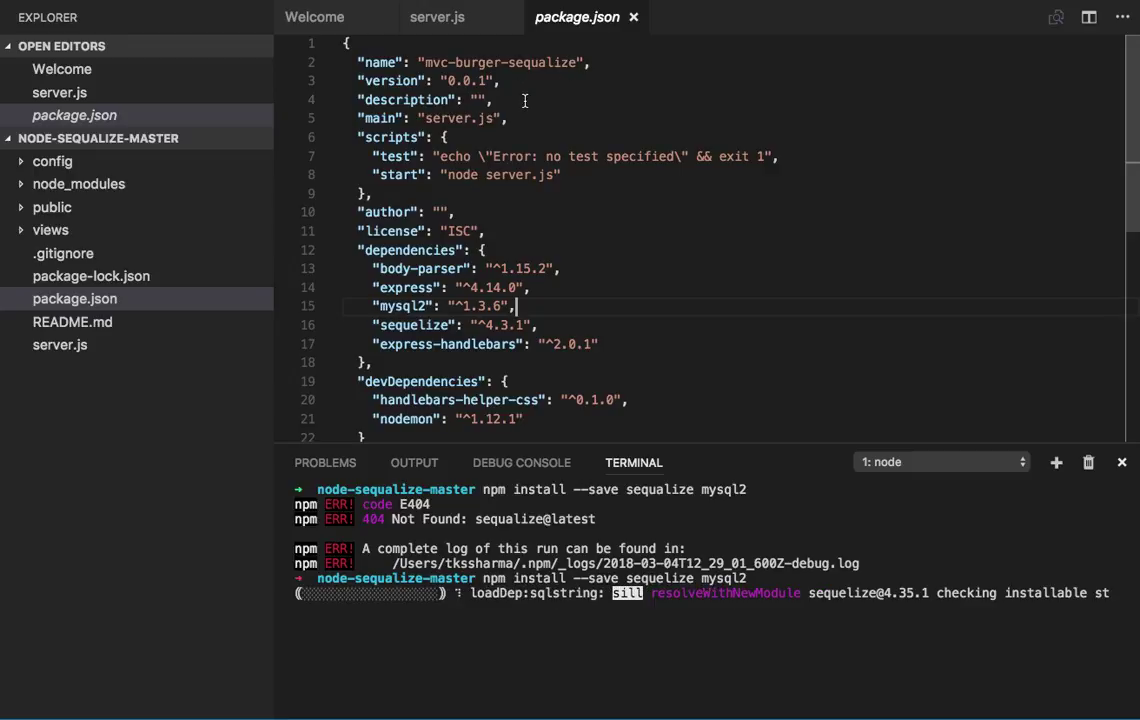 EXPLORER
OPEN EDITORS
Welcome
server.js
package.json
NODE-SEQUALIZE-MASTER
config
node_modules
public
views
.gitignore
package-lock.json
package.json
README.md
server.js
Welcome server.js package.json
1 {
2 "name": "mvc-burger-sequalize",
3 "version": "0.0.1",
4 "description": "",
5 "main": "server.js",
6 "scripts": {
7 "test": "echo \"Error: no test specified\" && exit 1",
8 "start": "node server.js"
9 },
10 "author": "",
11 "license": "ISC",
12 "dependencies": {
13 "body-parser": "^1.15.2",
14 "express": "^4.14.0",
15 "mysql2": "^1.3.6",
16 "sequelize": "^4.3.1",
17 "express-handlebars": "^2.0.1"
18 },
19 "devDependencies": {
20 "handlebars-helper-css": "^0.1.0",
21 "nodemon": "^1.12.1"
22 }
PROBLEMS OUTPUT DEBUG CONSOLE TERMINAL 1: node
→ node-sequalize-master npm install --save sequalize mysql2
npm ERR! code E404
npm ERR! 404 Not Found: sequalize@latest
npm ERR! A complete log of this run can be found in:
npm ERR! /Users/tkssharma/.npm/_logs/2018-03-04T12_29_01_600Z-debug.log
→ node-sequalize-master npm install --save sequelize mysql2
(░░░░░░░░░░░░░░░░░░) ⠹ loadDep:sqlstring: sill resolveWithNewModule sequelize@4.35.1 checking installable st